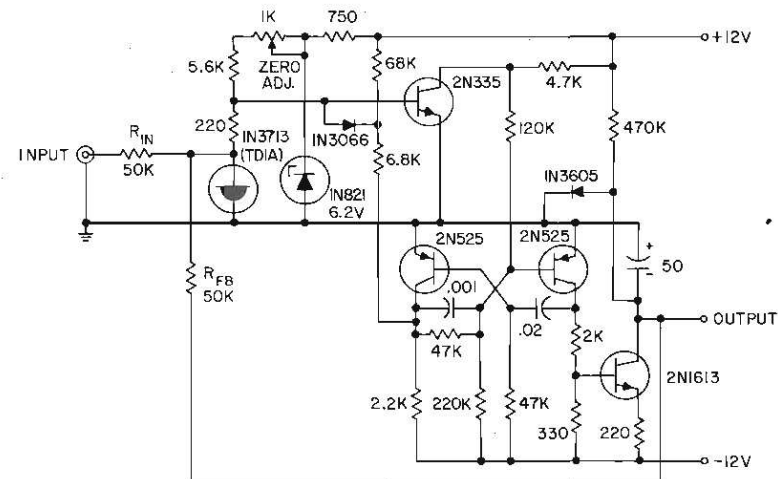 1K
750
+12V
5.6K
ZERO
ADJ.
68K
2N335
4.7K
220
IN3713
(TDIA)
IN3066
120K
470K
R_IN
INPUT
50K
6.8K
IN3605
IN821
6.2V
2N525
2N525
R_FB
50K
50
+
-
.001
.02
OUTPUT
47K
2K
2N1613
2.2K
220K
47K
330
220
-12V